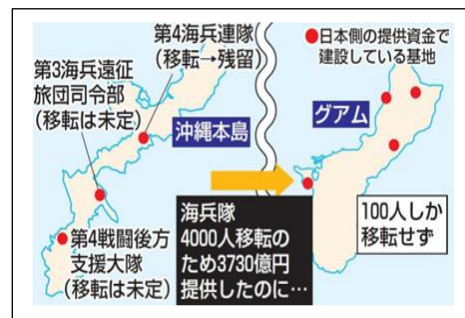 第4海兵連隊
(移転→残留)
第3海兵遠征
旅団司令部
(移転は未定)
沖縄本島
第4戦闘後方
支援大隊
(移転は未定)
●日本側の提供資金で
建設している基地
グアム
海兵隊
4000人移転の
ため3730億円
提供したのに…
100人しか
移転せず